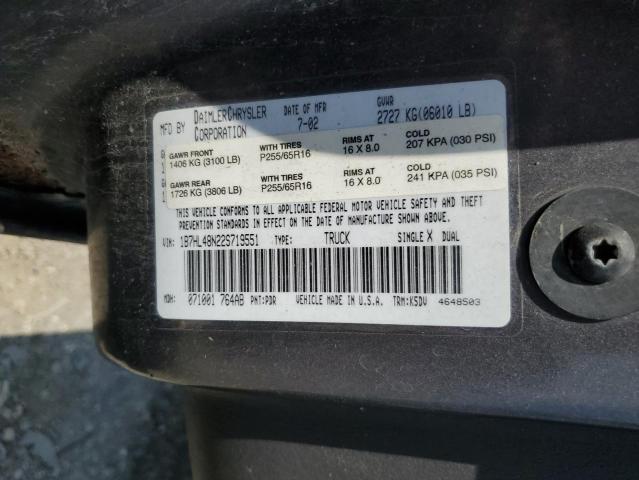 MFD BY DAIMLERCHRYSLER CORPORATION
DATE OF MFR 7-02
GVWR 2727 KG(06010 LB)
GAWR FRONT WITH TIRES RIMS AT COLD
1406 KG (3100 LB) P255/65R16 16 X 8.0 207 KPA (030 PSI)
GAWR REAR WITH TIRES RIMS AT COLD
1726 KG (3806 LB) P255/65R16 16 X 8.0 241 KPA (035 PSI)
THIS VEHICLE CONFORMS TO ALL APPLICABLE FEDERAL MOTOR VEHICLE SAFETY AND THEFT
PREVENTION STANDARDS IN EFFECT ON THE DATE OF MANUFACTURE SHOWN ABOVE.
VIN: 1B7HL48N22S719551 TYPE: TRUCK SINGLE X DUAL
MDH: 071001 764AB PNT:PDR VEHICLE MADE IN U.S.A. TRM:K5DV 4648503